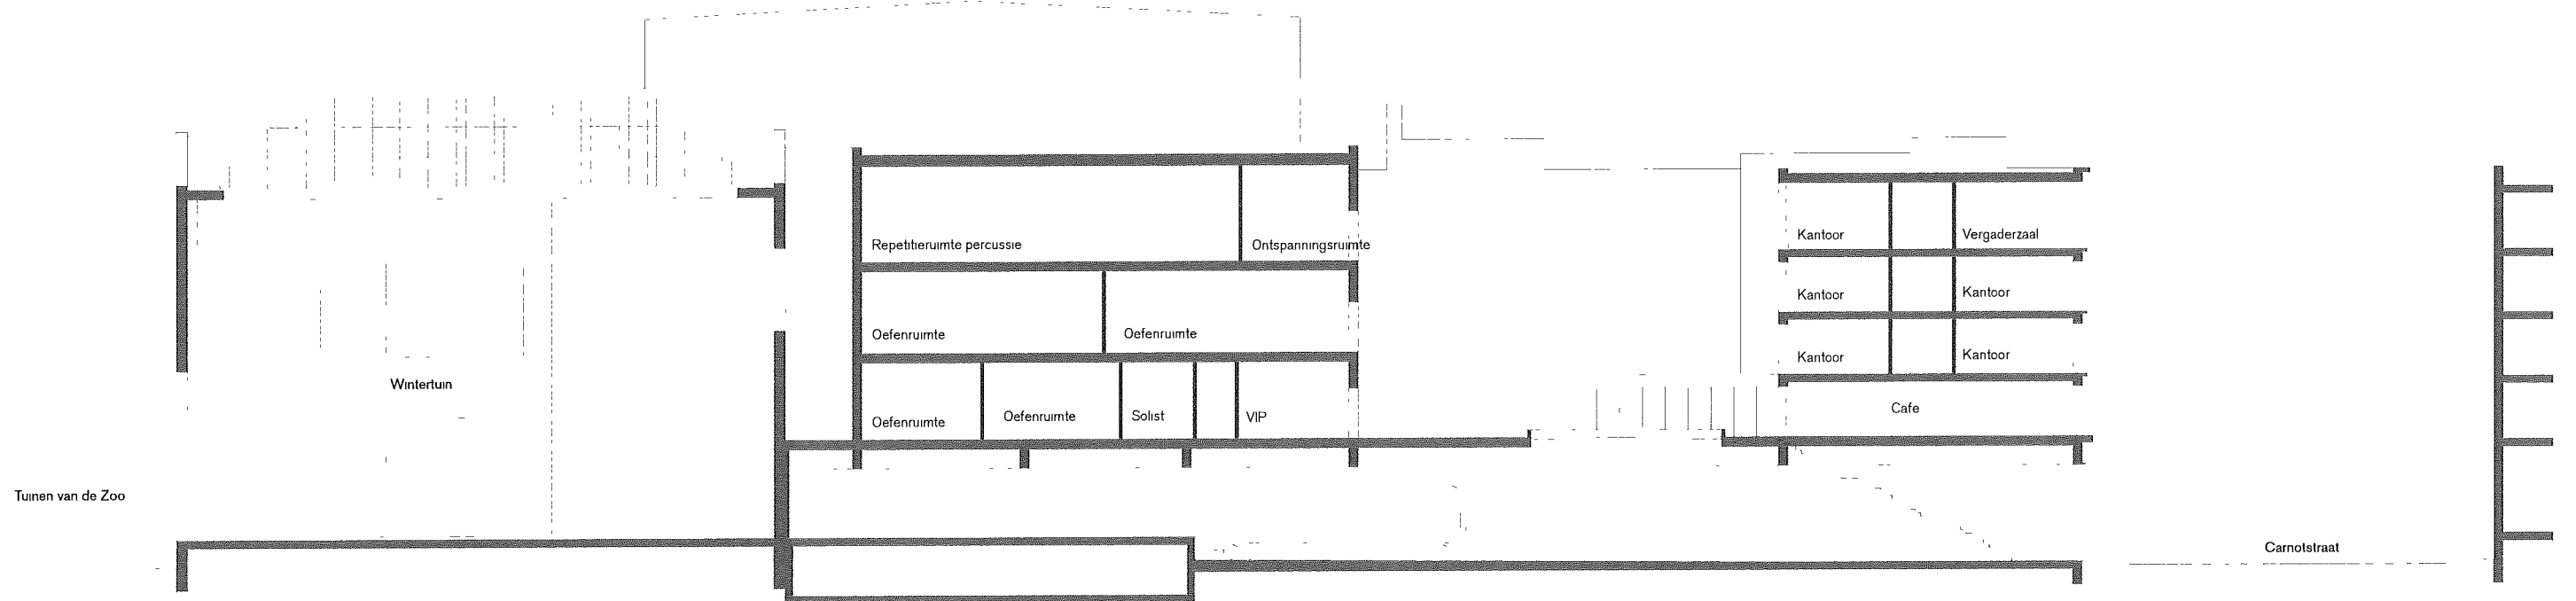 Repetitieruimte percussie
Ontspanningsruimte
Kantoor
Vergaderzaal
Kantoor
Kantoor
Oefenruimte
Oefenruimte
Kantoor
Kantoor
Wintertuin
Oefenruimte
Oefenruimte
Solist
VIP
Cafe
Tuinen van de Zoo
Carnotstraat